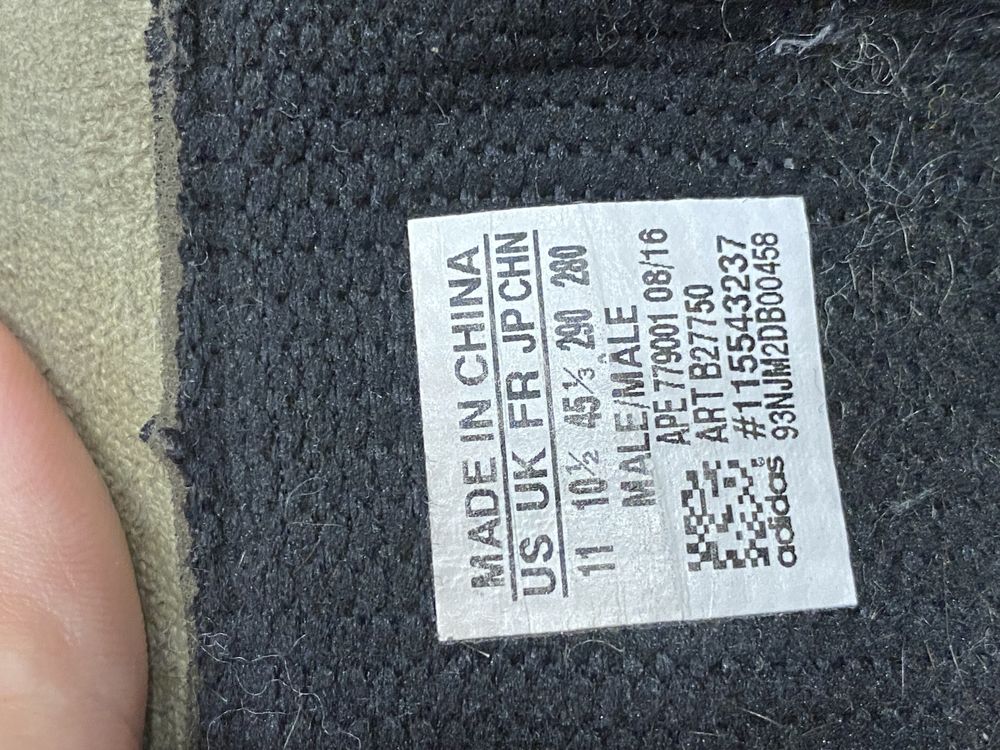 MADE IN CHINA
US UK FR JP CHN
11 10½ 45⅓ 290 280
MALE/MALE
APE 779001 08/16
ART B27750
#115543237
93NJM2DB00458
adidas